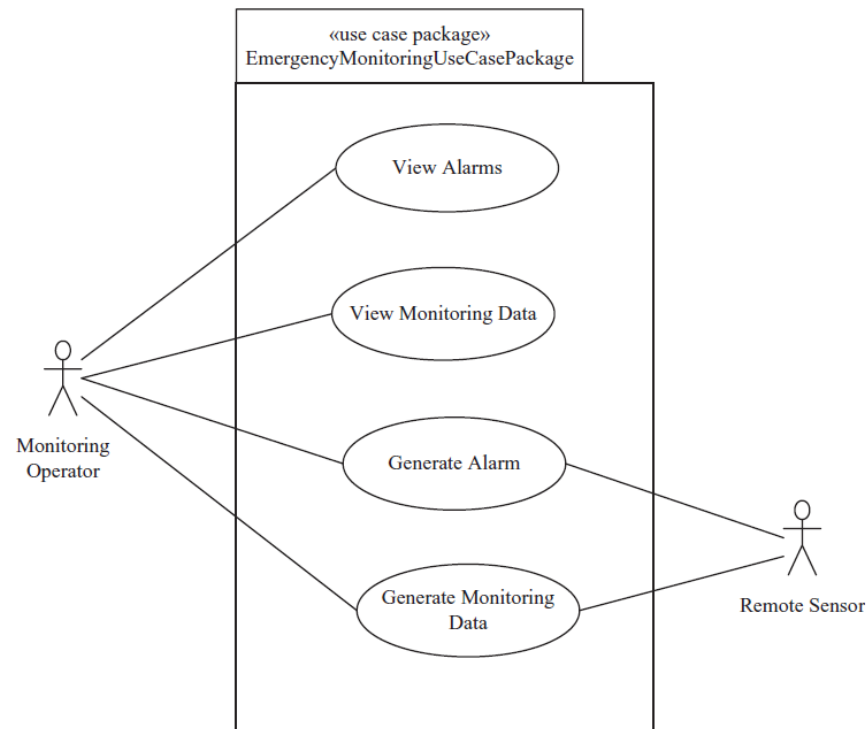 «use case package»
EmergencyMonitoringUseCasePackage
View Alarms
View Monitoring Data
Monitoring
Operator
Generate Alarm
Generate Monitoring
Data
Remote Sensor